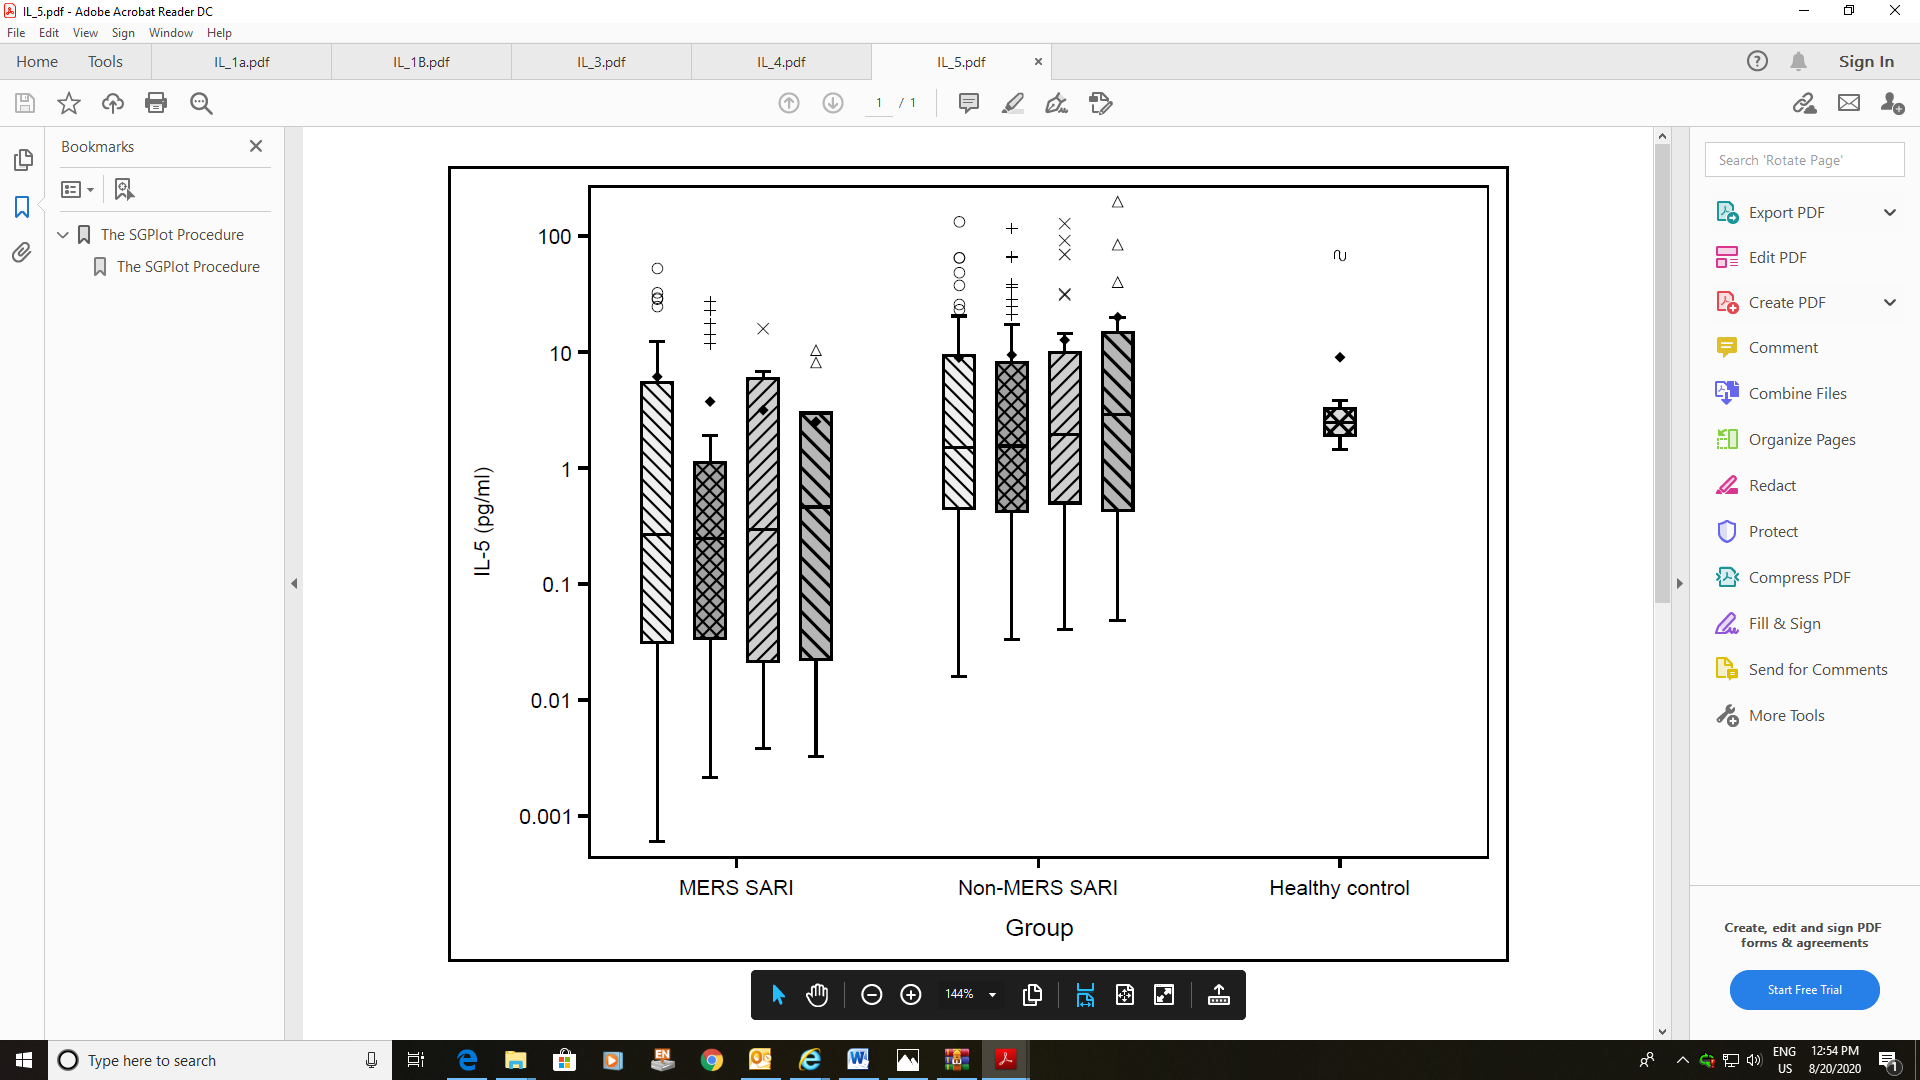 IL_5.pdf - Adobe Acrobat Reader DC
File Edit View Sign Window Help
Home Tools IL_1a.pdf IL_1B.pdf IL_3.pdf IL_4.pdf IL_5.pdf Sign In
1 / 1
Bookmarks
The SGPlot Procedure
The SGPlot Procedure
IL-5 (pg/ml)
100
10
1
0.1
0.01
0.001
MERS SARI Non-MERS SARI Healthy control
Group
144%
Search 'Rotate Page'
Export PDF
Edit PDF
Create PDF
Comment
Combine Files
Organize Pages
Redact
Protect
Compress PDF
Fill & Sign
Send for Comments
More Tools
Create, edit and sign PDF
forms & agreements
Start Free Trial
Type here to search
EN
ENG
US
12:54 PM
8/20/2020
1